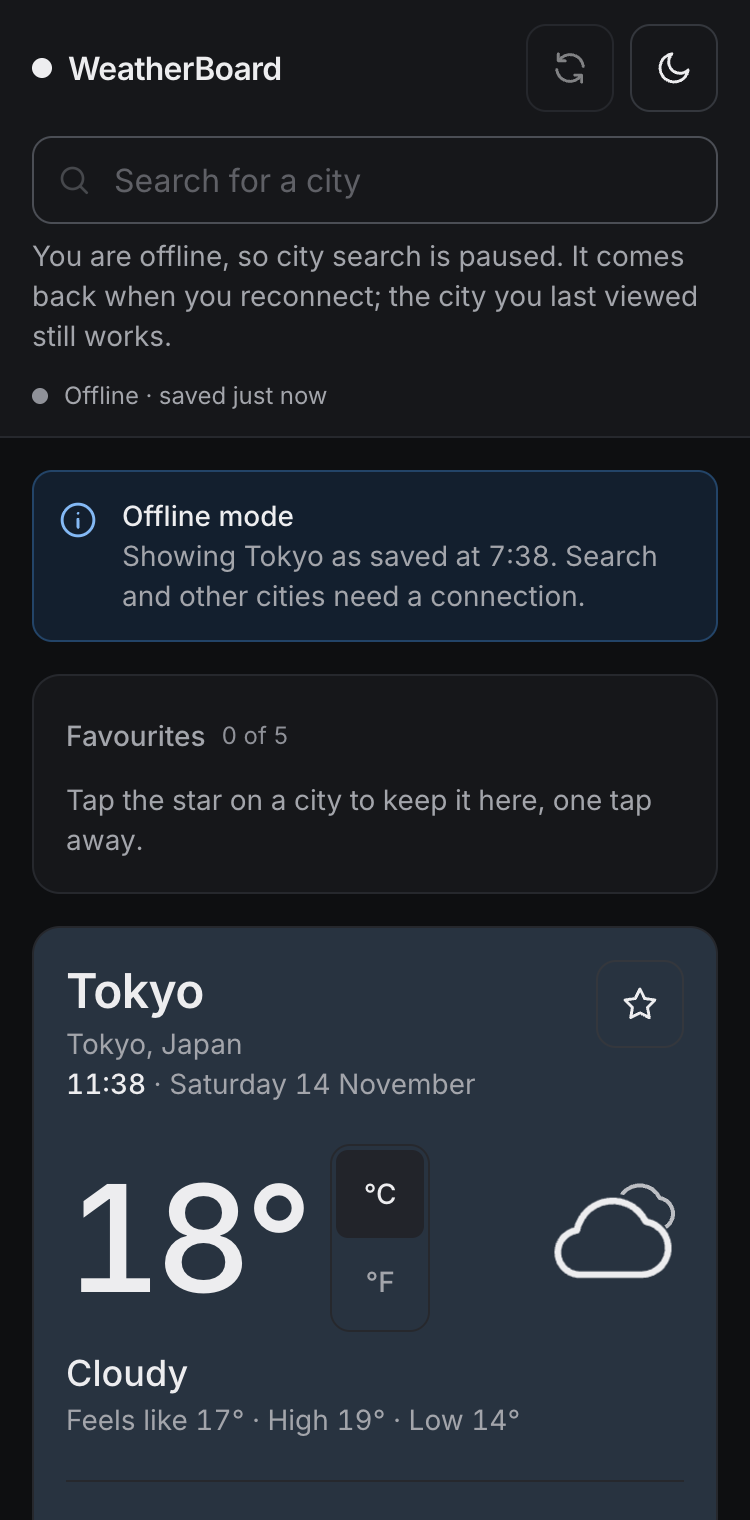 WeatherBoard
Search for a city
You are offline, so city search is paused. It comes
back when you reconnect; the city you last viewed
still works.
Offline · saved just now
Offline mode
Showing Tokyo as saved at 7:38. Search
and other cities need a connection.
Favourites 0 of 5
Tap the star on a city to keep it here, one tap
away.
Tokyo
Tokyo, Japan
11:38 · Saturday 14 November
18°
°C
°F
Cloudy
Feels like 17° · High 19° · Low 14°